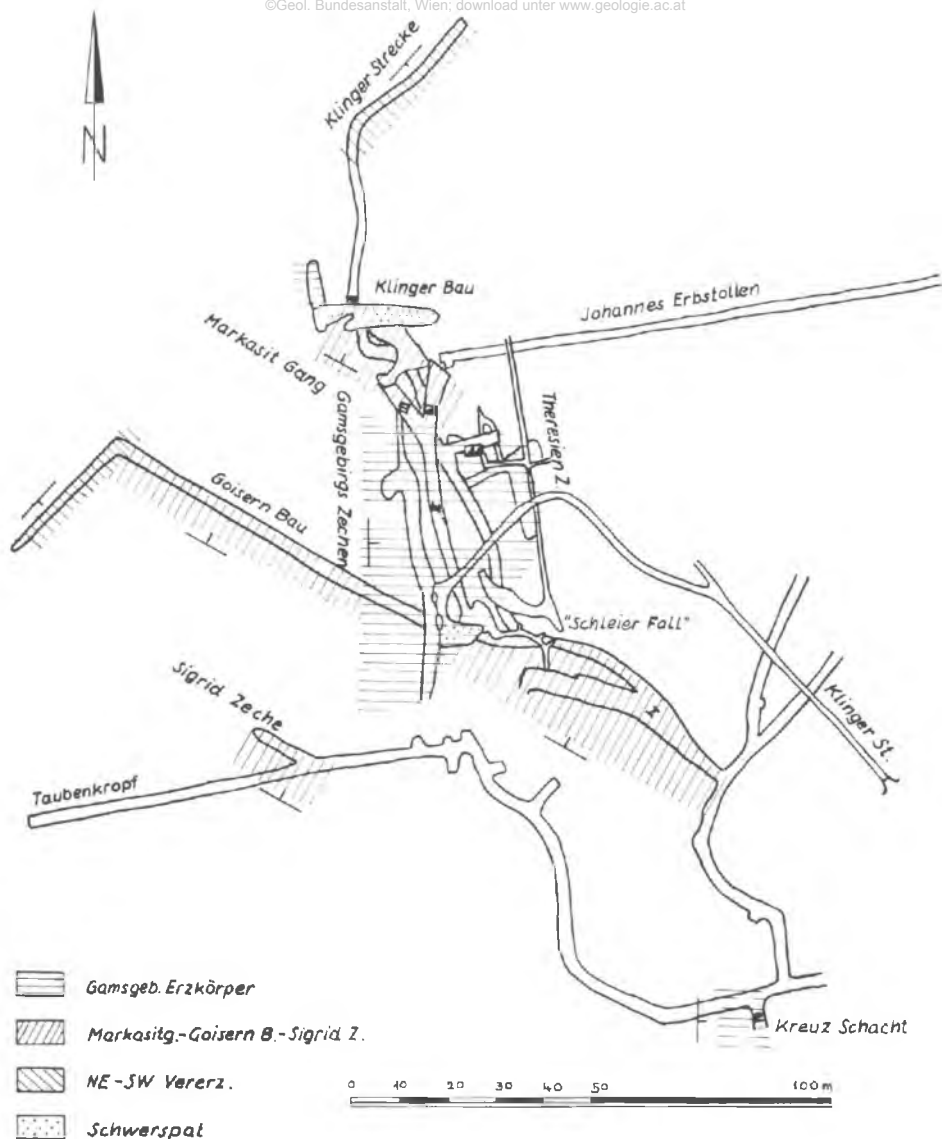 ©Geol. Bundesanstalt, Wien; download unter www.geologie.ac.at
N
Klinger Strecke
Klinger Bau
Johannes Erbstollen
Markasit Gang
Gamsgebirgs Zechen
Theresien Z
Goisern Bau
"Schleier Fall"
Sigrid Zeche
Klinger St.
Taubenkropf
Kreuz Schacht
Gamsgeb. Erzkörper
Markasitg.-Goisern B.-Sigrid Z.
NE-SW Vererz.
Schwerspat
0 10 20 30 40 50 100m